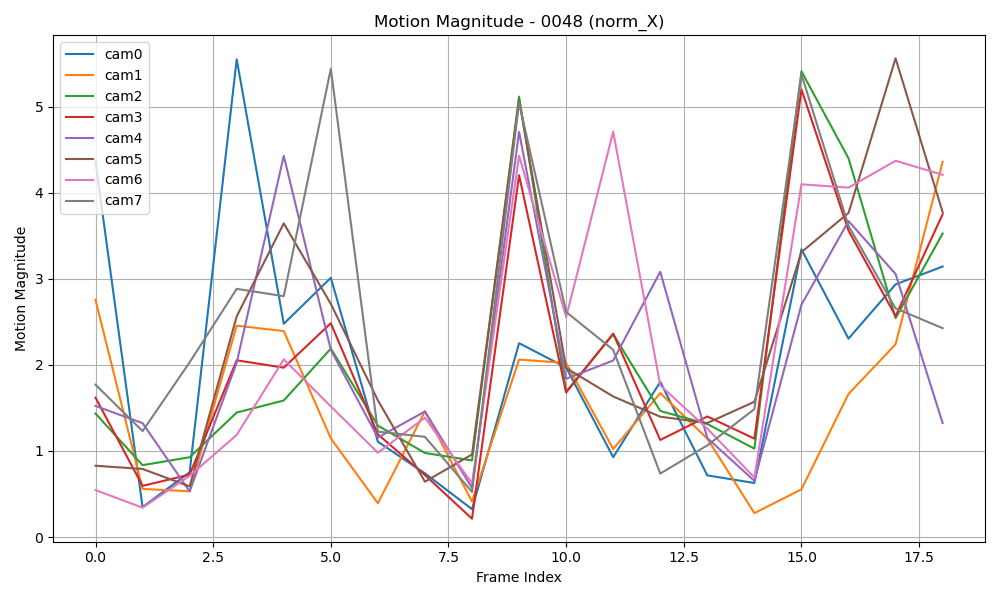 Motion Magnitude - 0048 (norm_X)
cam0
cam1
cam2
cam3
cam4
cam5
cam6
cam7
Motion Magnitude
5
4
3
2
1
0
0.0 2.5 5.0 7.5 10.0 12.5 15.0 17.5
Frame Index